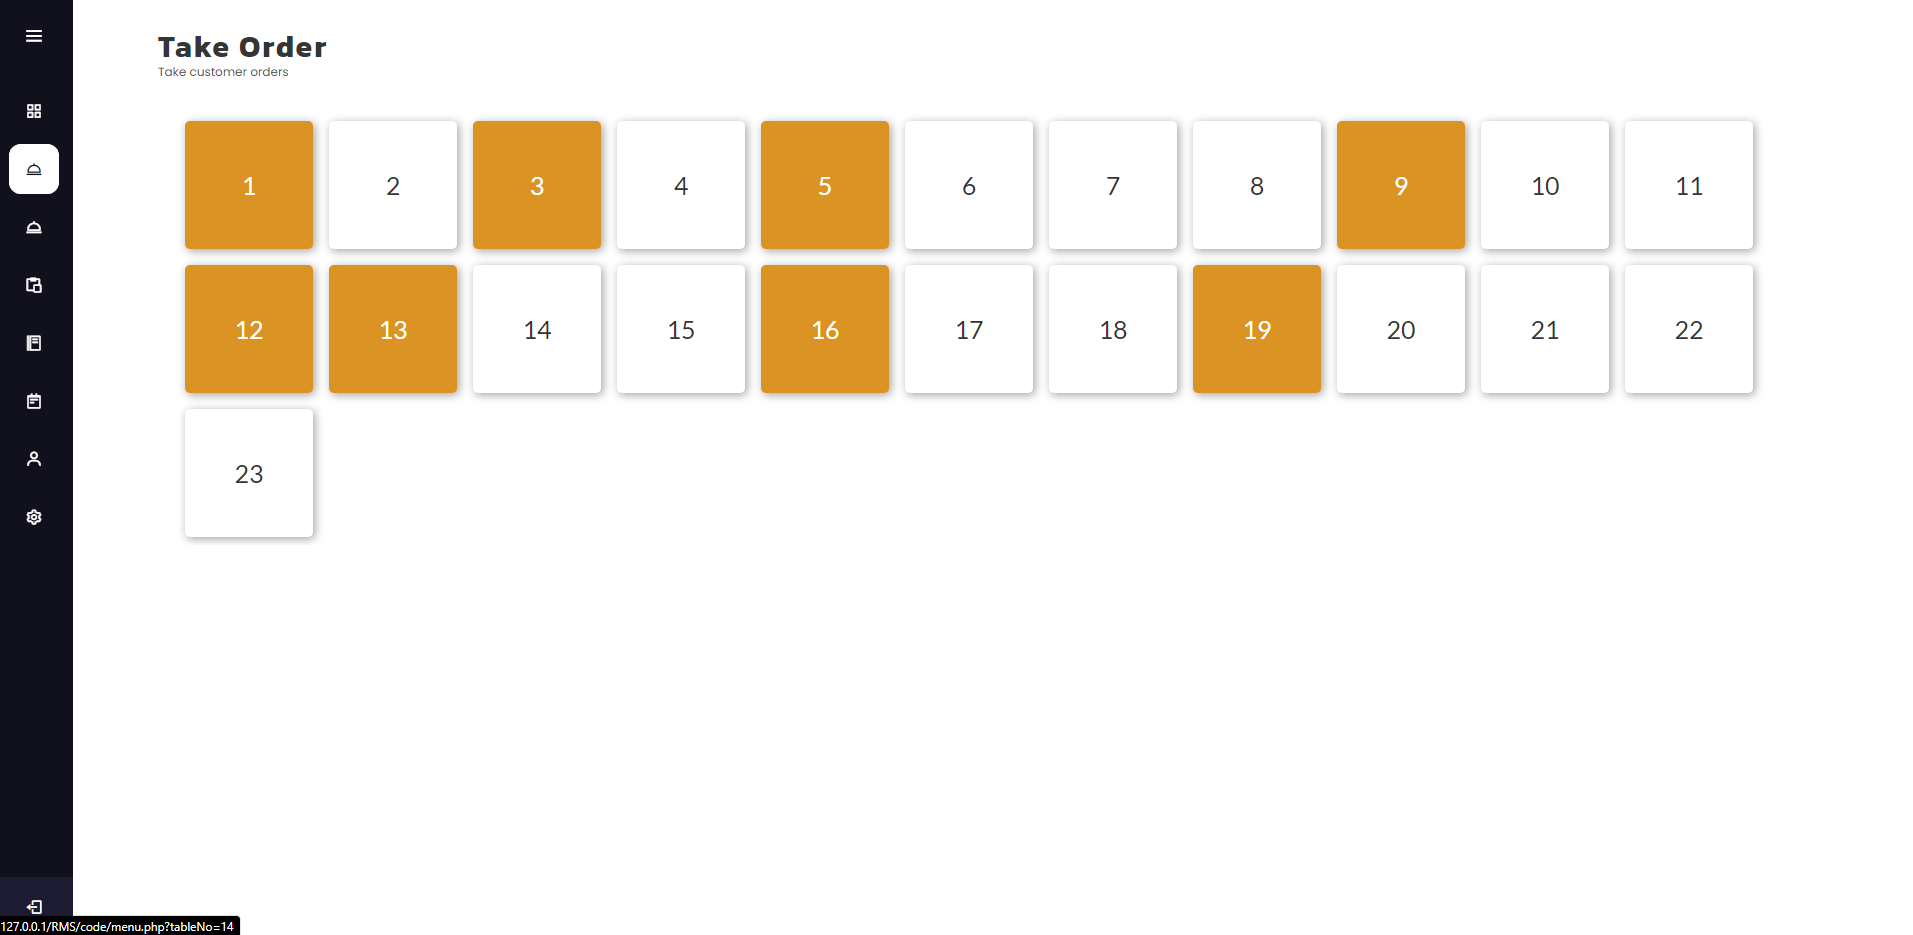 Take Order
Take customer orders
1 2 3 4 5 6 7 8 9 10 11
12 13 14 15 16 17 18 19 20 21 22
23
127.0.0.1/RMS/code/menu.php?tableNo=14